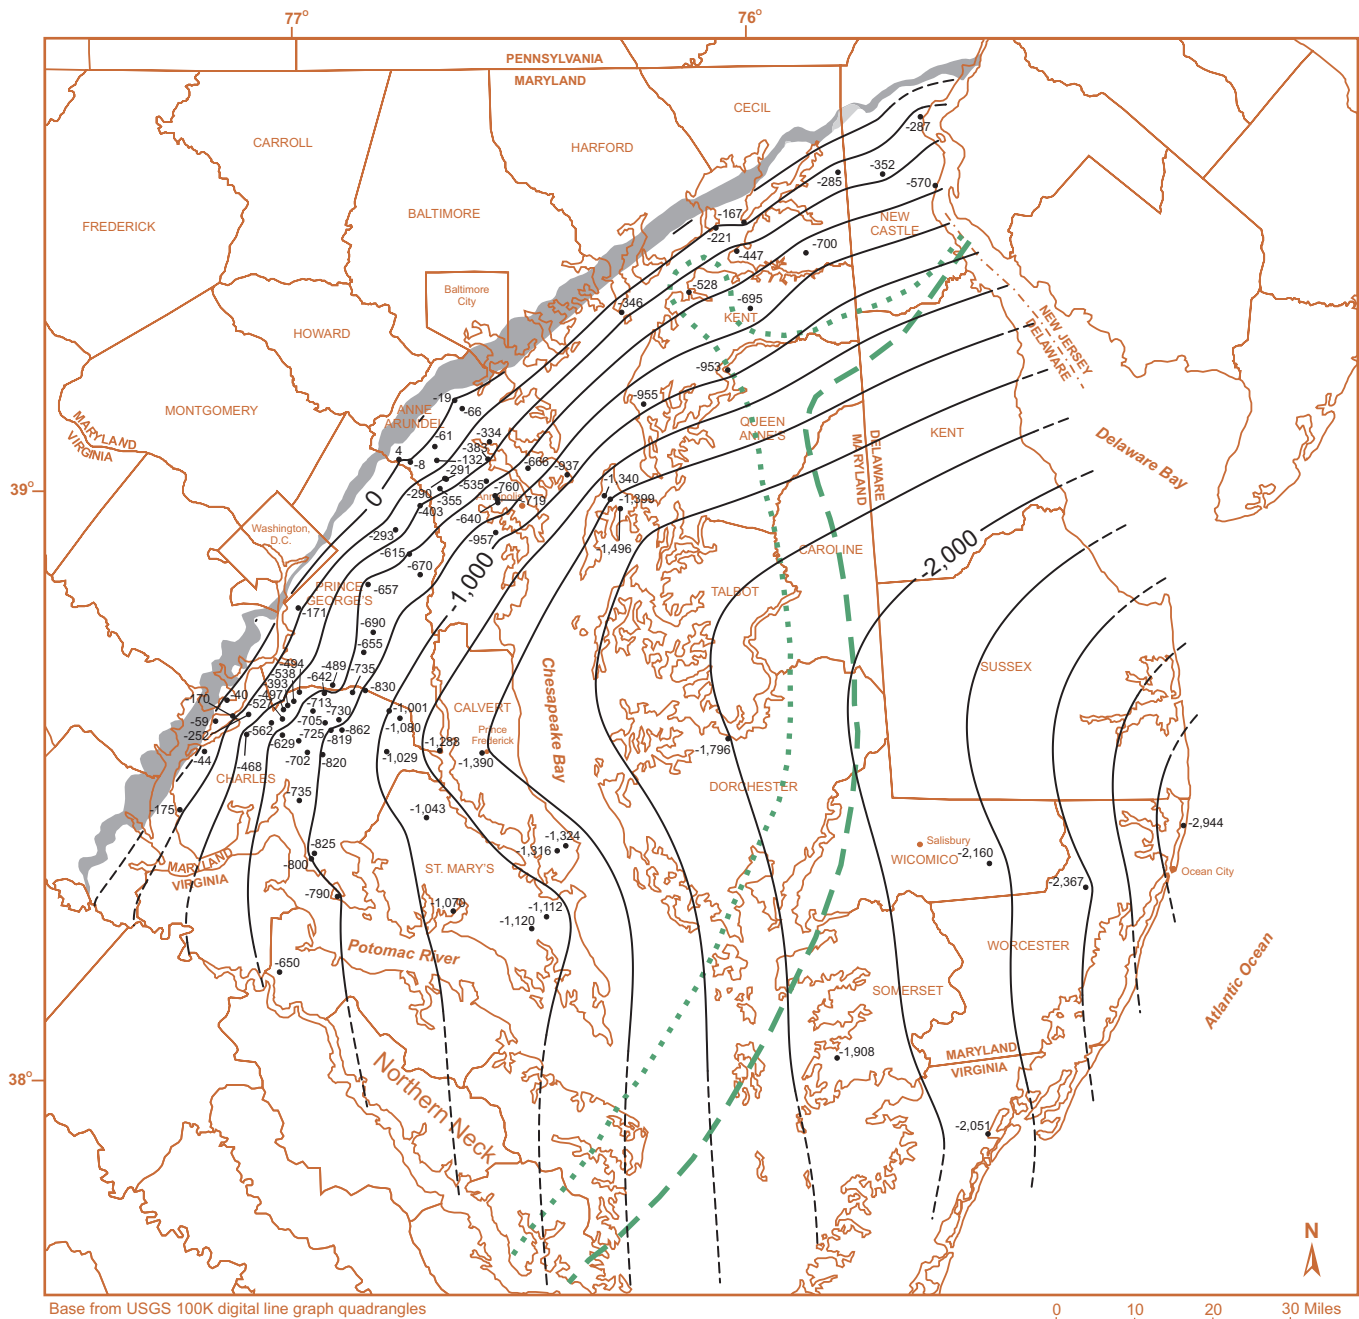 77°
76°
PENNSYLVANIA
MARYLAND
CECIL
CARROLL
HARFORD
-287
-352
-285
-570
BALTIMORE
-167
FREDERICK
-221
NEW
CASTLE
-700
-447
Baltimore
City
-528
-695
-346
KENT
HOWARD
NEW JERSEY
DELAWARE
-953
-955
-19
-66
ANNE
ARUNDEL
MONTGOMERY
MARYLAND
VIRGINIA
QUEEN
ANNE'S
KENT
-61
-334
-383
4
-8
-132
-291
-666
-937
DELAWARE
MARYLAND
Delaware Bay
39°
-535
-760
-1,340
-290
-355
Annapolis
-719
-1,399
0
-403
-640
Washington,
D.C.
-293
-957
-1,496
-2,000
CAROLINE
-615
-670
-1,000
PRINCE
GEORGE'S
-657
TALBOT
-171
-690
-655
-494
-538
-489
-735
-393
-642
-830
SUSSEX
-170
-40
-497
-527
-713
-1,001
CALVERT
Chesapeake Bay
-59
-705
-730
-1,080
-252
-562
-725
-862
Prince
Frederick
-629
-819
-1,288
-1,796
-44
-468
-702
-820
-1,029
-1,390
CHARLES
-735
DORCHESTER
-175
-1,043
-2,944
-825
-1,324
Salisbury
-800
-1,316
WICOMICO
-2,160
MARYLAND
VIRGINIA
ST. MARY'S
Ocean City
-790
-2,367
-1,070
-1,112
-1,120
Potomac River
WORCESTER
-650
SOMERSET
Atlantic Ocean
-1,908
MARYLAND
VIRGINIA
38°
Northern Neck
-2,051
N
Base from USGS 100K digital line graph quadrangles
0 10 20 30 Miles